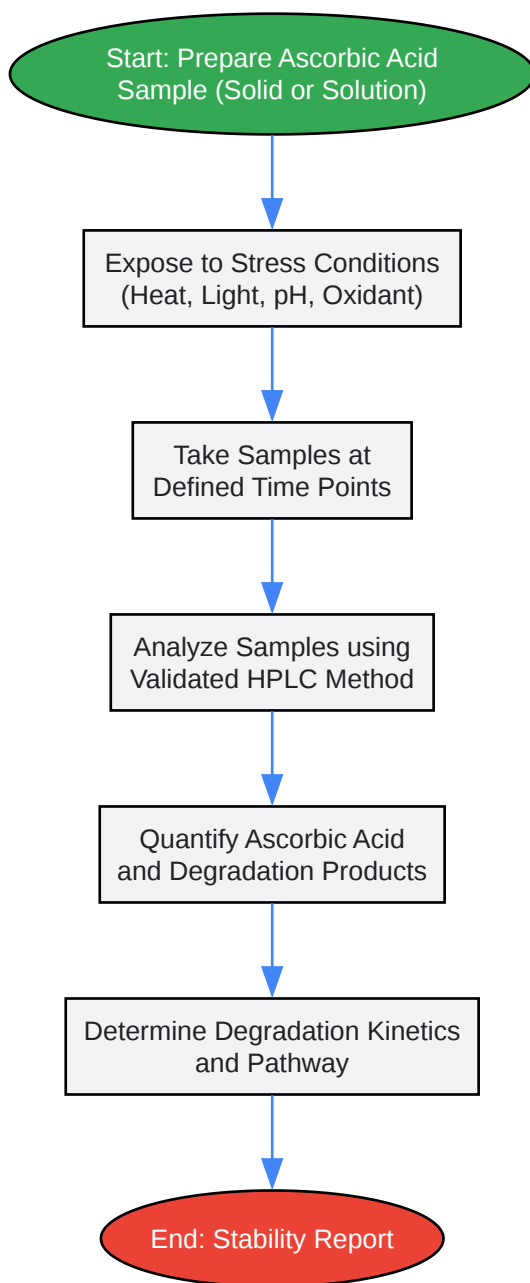 Start: Prepare Ascorbic Acid
Sample (Solid or Solution)
Expose to Stress Conditions
(Heat, Light, pH, Oxidant)
Take Samples at
Defined Time Points
Analyze Samples using
Validated HPLC Method
Quantify Ascorbic Acid
and Degradation Products
Determine Degradation Kinetics
and Pathway
End: Stability Report